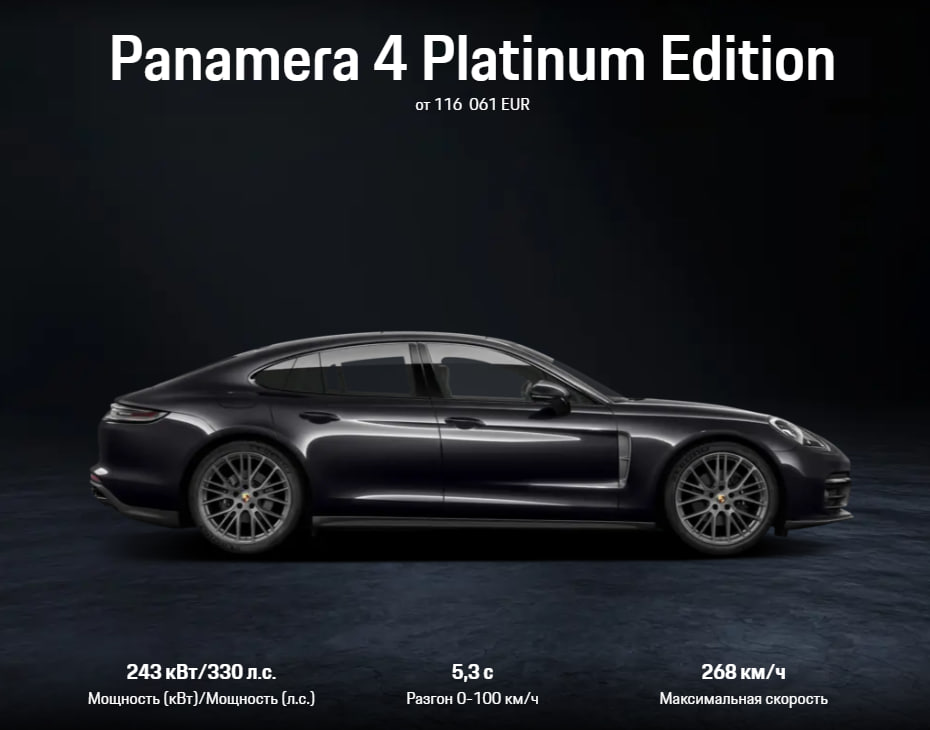 Panamera 4 Platinum Edition
от 116 061 EUR
243 кВт/330 л.с.
Мощность (кВт)/Мощность (л.с.)
5,3 с
Разгон 0-100 км/ч
268 км/ч
Максимальная скорость